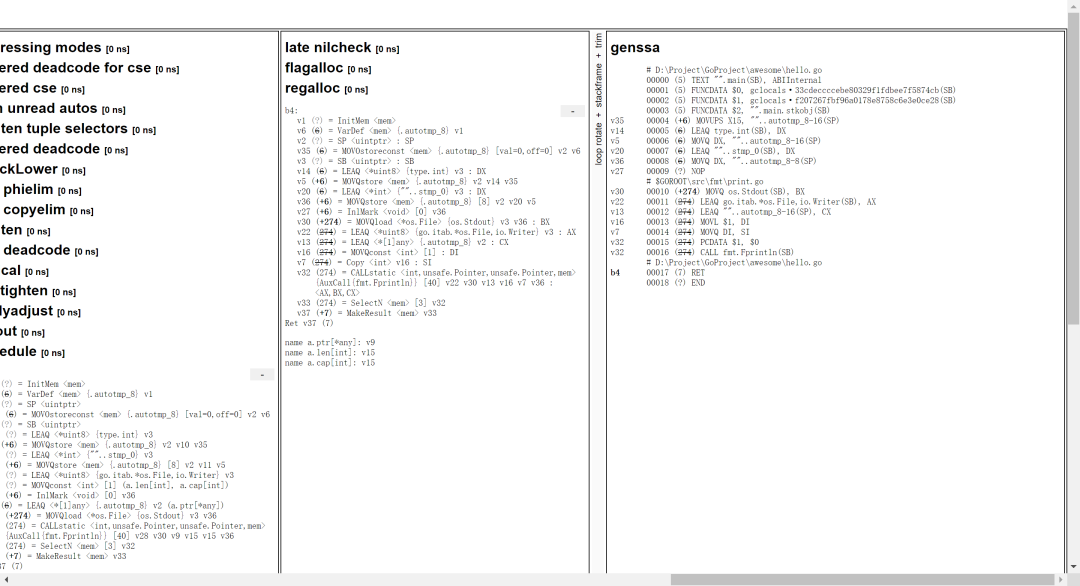 ressing modes [0 ns]
ered deadcode for cse [0 ns]
ered cse [0 ns]
unread autos [0 ns]
ten tuple selectors [0 ns]
ered deadcode [0 ns]
ckLower [0 ns]
phielim [0 ns]
copyelim [0 ns]
ten [0 ns]
deadcode [0 ns]
cal [0 ns]
tighten [0 ns]
lyadjust [0 ns]
out [0 ns]
edule [0 ns]
-
(?) = InitMem <mem>
(6) = VarDef <mem> {.autotmp_8} v1
(?) = SP <uintptr>
(6) = MOVOstoreconst <mem> {.autotmp_8} [val=0,off=0] v2 v6
(?) = SB <uintptr>
(?) = LEAQ <*uint8> {type.int} v3
(+6) = MOVQstore <mem> {.autotmp_8} v2 v10 v35
(?) = LEAQ <*int> {""..stmp_0} v3
(+6) = MOVQstore <mem> {.autotmp_8} [8] v2 v11 v5
(?) = LEAQ <*uint8> {go.itab.*os.File,io.Writer} v3
(?) = MOVQconst <int> [1] (a.len[int], a.cap[int])
(+6) = InlMark <void> [0] v36
(6) = LEAQ <*[1]any> {.autotmp_8} v2 (a.ptr[*any])
(+274) = MOVQload <*os.File> {os.Stdout} v3 v36
(274) = CALLstatic <int,unsafe.Pointer,unsafe.Pointer,mem>
{AuxCall{fmt.Fprintln}} [40] v28 v30 v9 v15 v15 v36
(274) = SelectN <mem> [3] v32
(+7) = MakeResult <mem> v33
37 (7)
late nilcheck [0 ns]
flagalloc [0 ns]
regalloc [0 ns]
-
b4:
v1 (?) = InitMem <mem>
v6 (6) = VarDef <mem> {.autotmp_8} v1
v2 (?) = SP <uintptr> : SP
v35 (6) = MOVOstoreconst <mem> {.autotmp_8} [val=0,off=0] v2 v6
v3 (?) = SB <uintptr> : SB
v14 (6) = LEAQ <*uint8> {type.int} v3 : DX
v5 (+6) = MOVQstore <mem> {.autotmp_8} v2 v14 v35
v20 (6) = LEAQ <*int> {""..stmp_0} v3 : DX
v36 (+6) = MOVQstore <mem> {.autotmp_8} [8] v2 v20 v5
v27 (+6) = InlMark <void> [0] v36
v30 (+274) = MOVQload <*os.File> {os.Stdout} v3 v36 : BX
v22 (274) = LEAQ <*uint8> {go.itab.*os.File,io.Writer} v3 : AX
v13 (274) = LEAQ <*[1]any> {.autotmp_8} v2 : CX
v16 (274) = MOVQconst <int> [1] : DI
v7 (274) = Copy <int> v16 : SI
v32 (274) = CALLstatic <int,unsafe.Pointer,unsafe.Pointer,mem>
{AuxCall{fmt.Fprintln}} [40] v22 v30 v13 v16 v7 v36 :
<AX,BX,CX>
v33 (274) = SelectN <mem> [3] v32
v37 (+7) = MakeResult <mem> v33
Ret v37 (7)
name a.ptr[*any]: v9
name a.len[int]: v15
name a.cap[int]: v15
loop rotate + stackframe + trim
genssa
# D:\Project\GoProject\awesome\hello.go
00000 (5) TEXT "".main(SB), ABIInternal
00001 (5) FUNCDATA $0, gclocals·33cdeccccebe80329f1fdbee7f5874cb(SB)
00002 (5) FUNCDATA $1, gclocals·f207267fbf96a0178e8758c6e3e0ce28(SB)
00003 (5) FUNCDATA $2, "".main.stkobj(SB)
v35 00004 (+6) MOVUPS X15, ""..autotmp_8-16(SP)
v14 00005 (6) LEAQ type.int(SB), DX
v5 00006 (6) MOVQ DX, ""..autotmp_8-16(SP)
v20 00007 (6) LEAQ ""..stmp_0(SB), DX
v36 00008 (6) MOVQ DX, ""..autotmp_8-8(SP)
v27 00009 (?) NOP
# $GOROOT\src\fmt\print.go
v30 00010 (+274) MOVQ os.Stdout(SB), BX
v22 00011 (274) LEAQ go.itab.*os.File,io.Writer(SB), AX
v13 00012 (274) LEAQ ""..autotmp_8-16(SP), CX
v16 00013 (274) MOVL $1, DI
v7 00014 (274) MOVQ DI, SI
v32 00015 (274) PCDATA $1, $0
v32 00016 (274) CALL fmt.Fprintln(SB)
# D:\Project\GoProject\awesome\hello.go
b4 00017 (7) RET
00018 (?) END